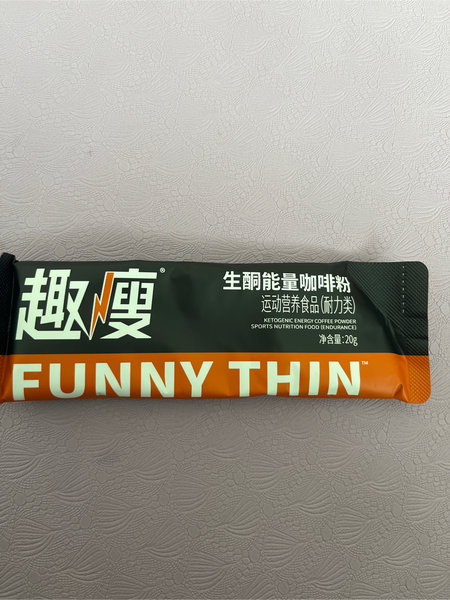 趣瘦®
生酮能量咖啡粉
运动营养食品(耐力类)
KETOGENIC ENERGY COFFEE POWDER
SPORTS NUTRITION FOOD (ENDURANCE)
净含量:20g
FUNNY THIN™